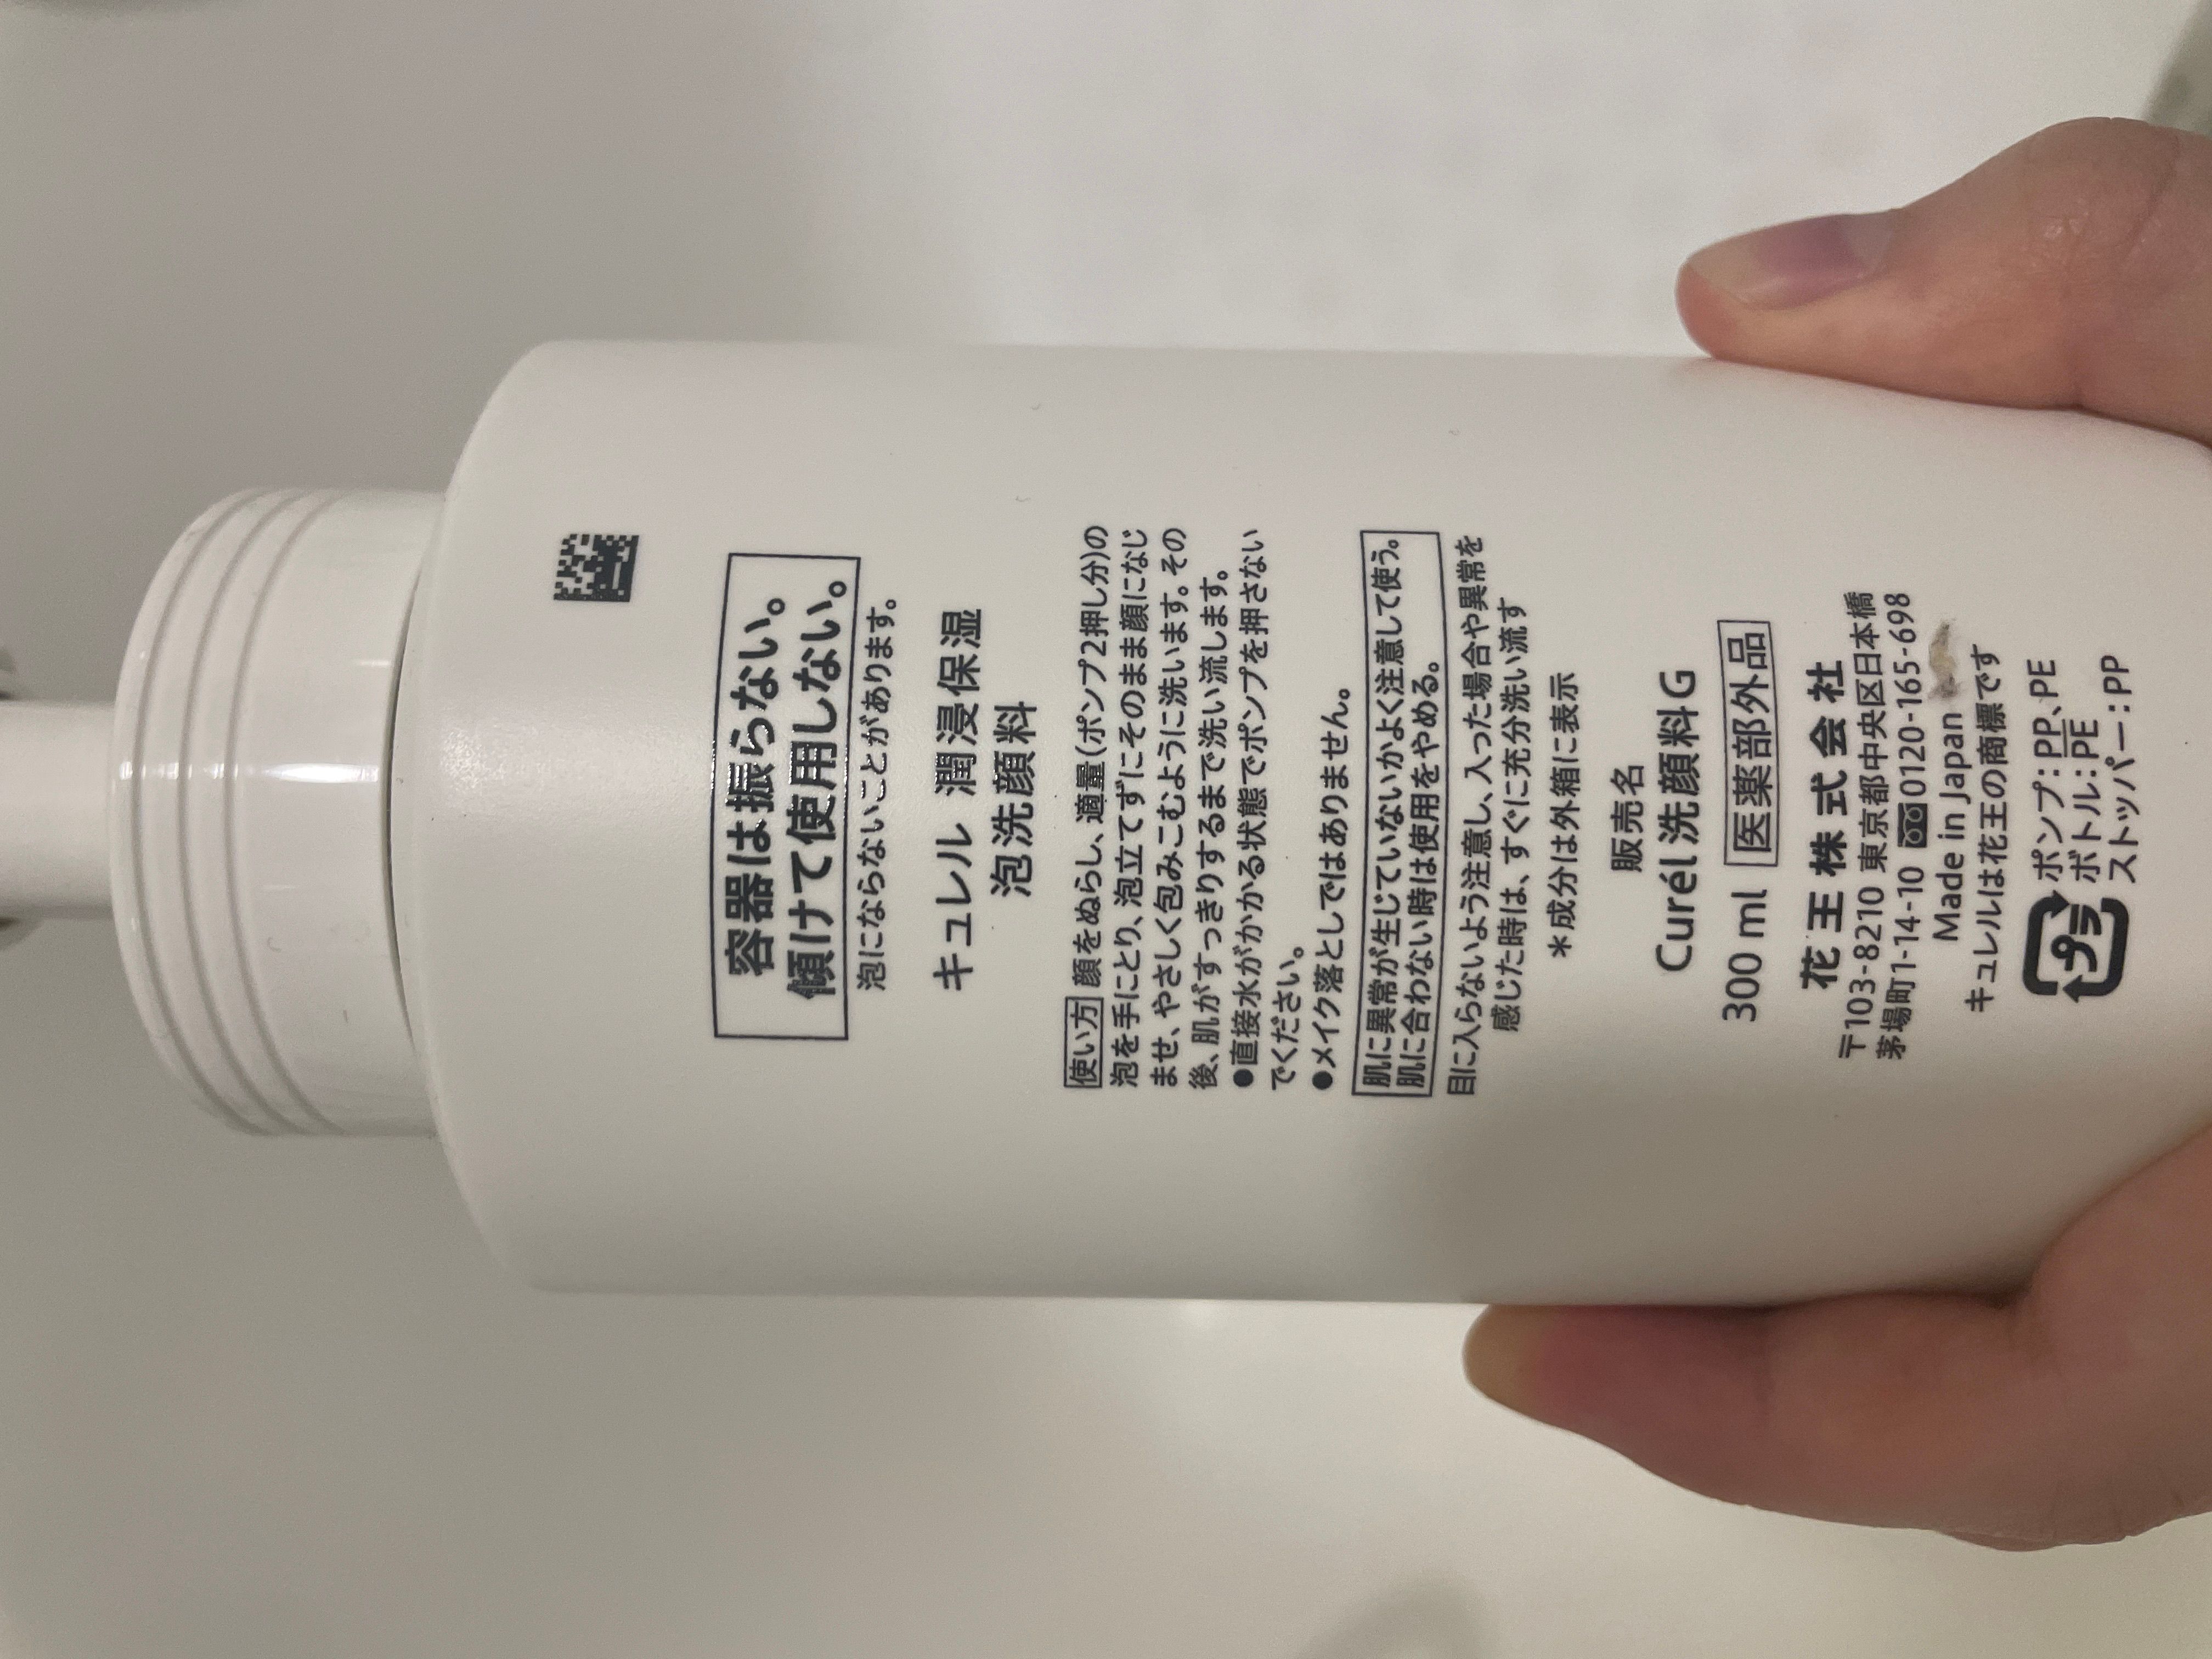 容器は振らない。
傾けて使用しない。
泡にならないことがあります。
キュレル 潤浸保湿
泡洗顔料
使い方 顔をぬらし、適量(ポンプ2押し分)の
泡を手にとり、泡立てずにそのまま顔になじ
ませ、やさしく包みこむように洗います。その
後、肌がすっきりするまで洗い流します。
●直接水がかかる状態でポンプを押さない
でください。
●メイク落としではありません。
肌に異常が生じていないかよく注意して使う。
肌に合わない時は使用をやめる。
目に入らないよう注意し、入った場合や異常を
感じた時は、すぐに充分洗い流す
*成分は外箱に表示
販売名
Curél 洗顔料G
300 ml 医薬部外品
花王株式会社
〒103-8210 東京都中央区日本橋
茅場町1-14-10 0120-165-698
Made in Japan
キュレルは花王の商標です
プラ ポンプ:PP、PE
ボトル:PE
ストッパー:PP